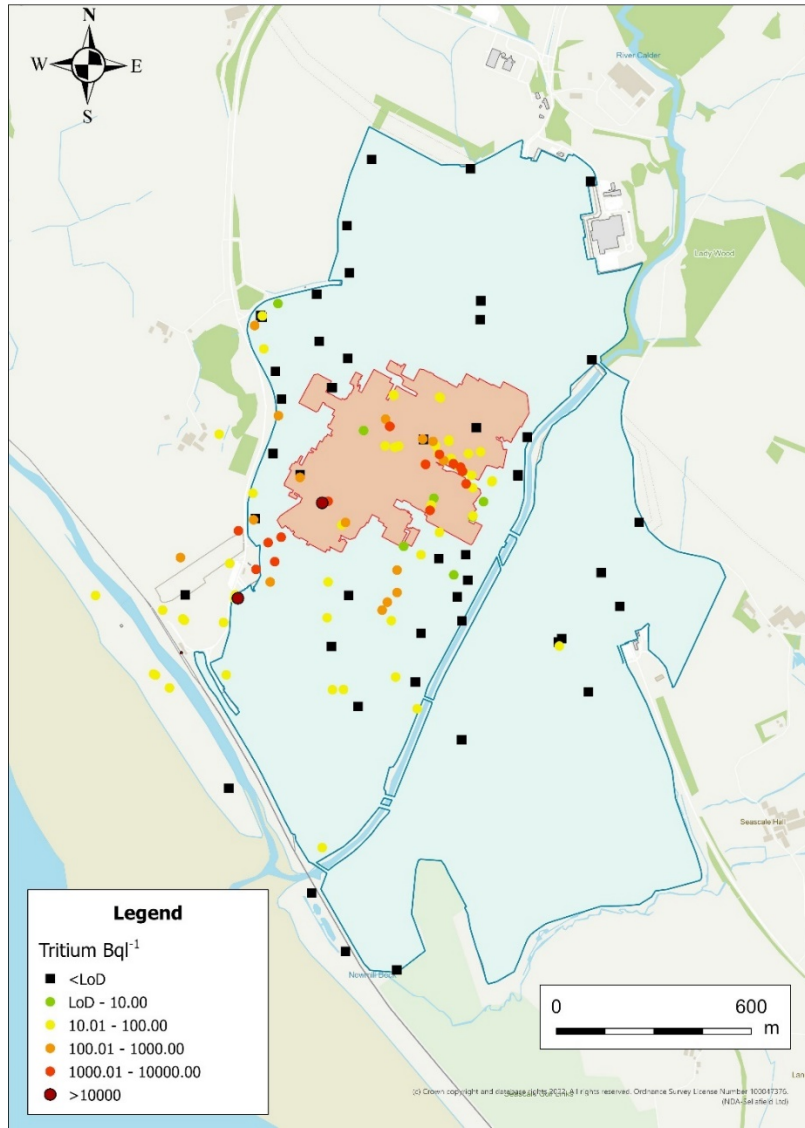 N
W
E
S
River Calder
Lady Wood
Seascale Hall
Legend
Tritium Bql-1
<LoD
LoD - 10.00
10.01 - 100.00
100.01 - 1000.00
1000.01 - 10000.00
>10000
0
600
m
(c) Crown copyright and database rights 2022. All rights reserved. Ordnance Survey License Number 100047376.
(NDA-Sellafield Ltd)